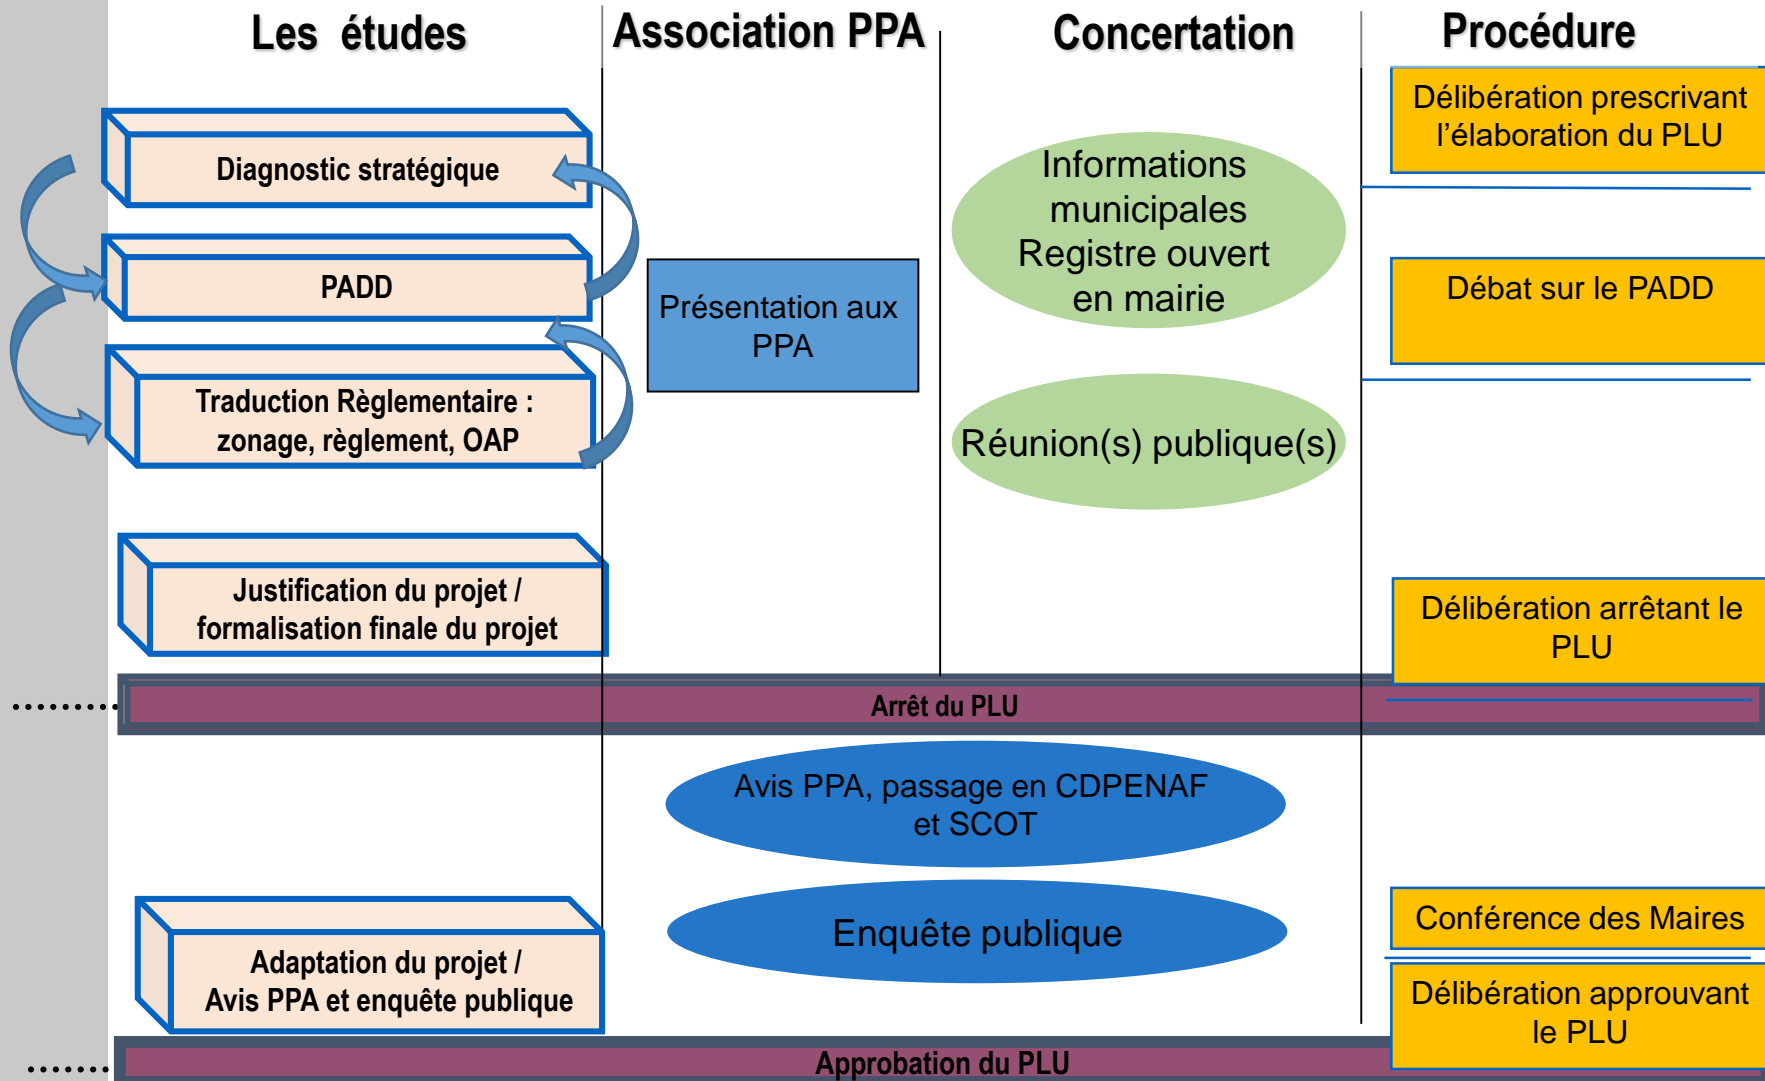 Les études
Association PPA
Concertation
Procédure
Diagnostic stratégique
PADD
Traduction Règlementaire :
zonage, règlement, OAP
Justification du projet /
formalisation finale du projet
Présentation aux
PPA
Informations
municipales
Registre ouvert
en mairie
Réunion(s) publique(s)
Délibération prescrivant
l’élaboration du PLU
Débat sur le PADD
Délibération arrêtant le
PLU
Arrêt du PLU
Avis PPA, passage en CDPENAF
et SCOT
Enquête publique
Adaptation du projet /
Avis PPA et enquête publique
Conférence des Maires
Délibération approuvant
le PLU
Approbation du PLU